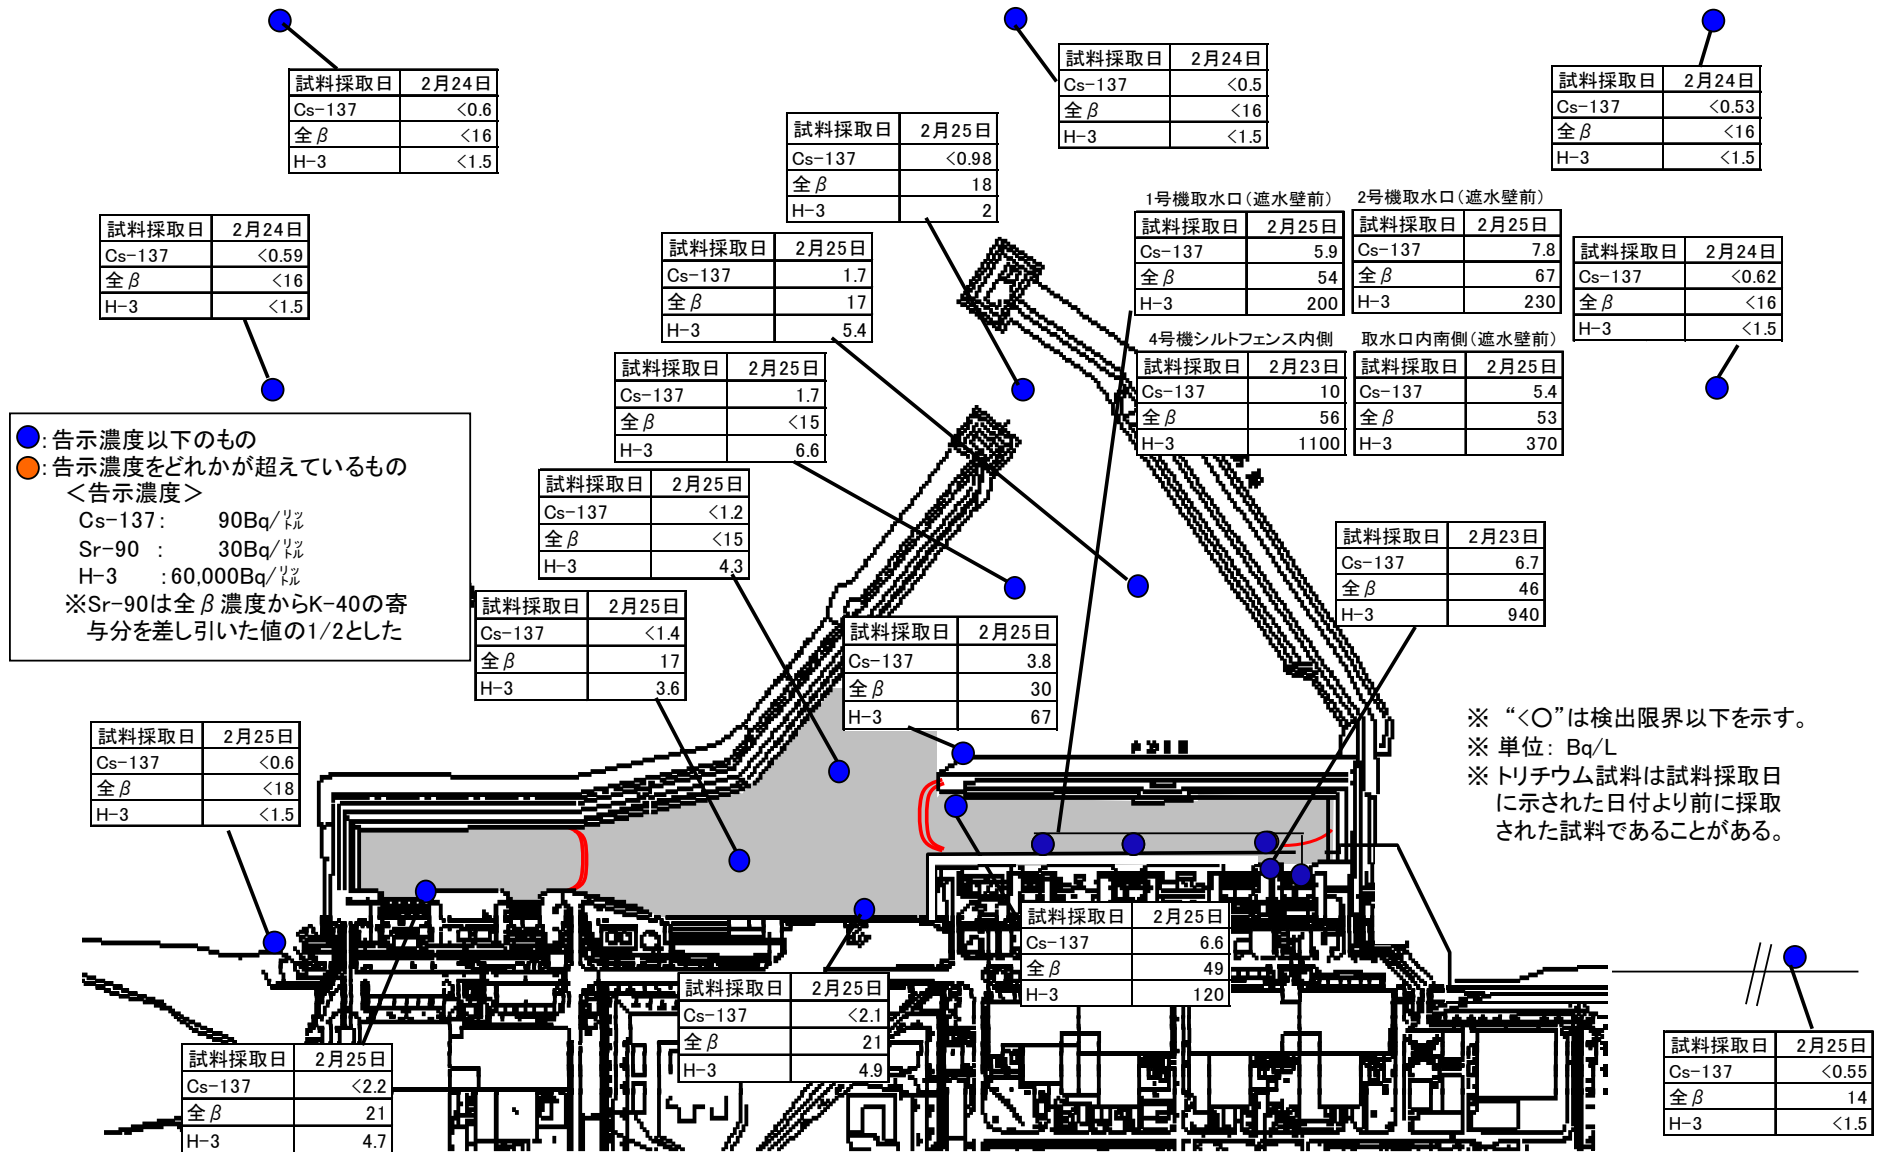 試料採取日 2月24日
Cs-137 <0.6
全β <16
H-3 <1.5
試料採取日 2月24日
Cs-137 <0.5
全β <16
H-3 <1.5
試料採取日 2月24日
Cs-137 <0.53
全β <16
H-3 <1.5
試料採取日 2月25日
Cs-137 <0.98
全β 18
H-3 2
試料採取日 2月24日
Cs-137 <0.59
全β <16
H-3 <1.5
試料採取日 2月25日
Cs-137 1.7
全β 17
H-3 5.4
1号機取水口(遮水壁前)
試料採取日 2月25日
Cs-137 5.9
全β 54
H-3 200
2号機取水口(遮水壁前)
試料採取日 2月25日
Cs-137 7.8
全β 67
H-3 230
試料採取日 2月24日
Cs-137 <0.62
全β <16
H-3 <1.5
4号機シルトフェンス内側
試料採取日 2月23日
Cs-137 10
全β 56
H-3 1100
取水口内南側(遮水壁前)
試料採取日 2月25日
Cs-137 5.4
全β 53
H-3 370
試料採取日 2月25日
Cs-137 1.7
全β <15
H-3 6.6
:告示濃度以下のもの
:告示濃度をどれかが超えているもの
<告示濃度>
Cs-137: 90Bq/㍑
Sr-90 : 30Bq/㍑
H-3 :60,000Bq/㍑
※Sr-90は全β濃度からK-40の寄
与分を差し引いた値の1/2とした
試料採取日 2月25日
Cs-137 <1.2
全β <15
H-3 4.3
試料採取日 2月23日
Cs-137 6.7
全β 46
H-3 940
試料採取日 2月25日
Cs-137 <1.4
全β 17
H-3 3.6
試料採取日 2月25日
Cs-137 3.8
全β 30
H-3 67
※ “<○”は検出限界以下を示す。
※ 単位: Bq/L
※ トリチウム試料は試料採取日
に示された日付より前に採取
された試料であることがある。
試料採取日 2月25日
Cs-137 <0.6
全β <18
H-3 <1.5
試料採取日 2月25日
Cs-137 6.6
全β 49
H-3 120
試料採取日 2月25日
Cs-137 <2.1
全β 21
H-3 4.9
試料採取日 2月25日
Cs-137 <2.2
全β 21
H-3 4.7
試料採取日 2月25日
Cs-137 <0.55
全β 14
H-3 <1.5